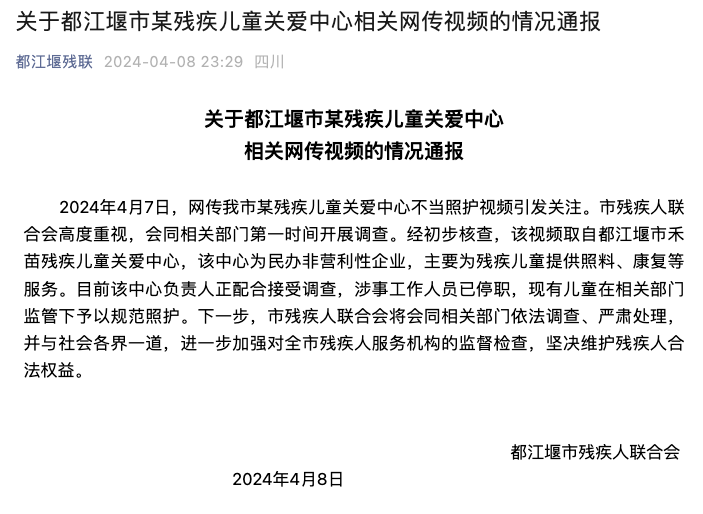 关于都江堰市某残疾儿童关爱中心相关网传视频的情况通报
都江堰残联 2024-04-08 23:29 四川
关于都江堰市某残疾儿童关爱中心
相关网传视频的情况通报
2024年4月7日，网传我市某残疾儿童关爱中心不当照护视频引发关注。市残疾人联
合会高度重视，会同相关部门第一时间开展调查。经初步核查，该视频取自都江堰市禾
苗残疾儿童关爱中心，该中心为民办非营利性企业，主要为残疾儿童提供照料、康复等
服务。目前该中心负责人正配合接受调查，涉事工作人员已停职，现有儿童在相关部门
监管下予以规范照护。下一步，市残疾人联合会将会同相关部门依法调查、严肃处理，
并与社会各界一道，进一步加强对全市残疾人服务机构的监督检查，坚决维护残疾人合
法权益。
都江堰市残疾人联合会
2024年4月8日